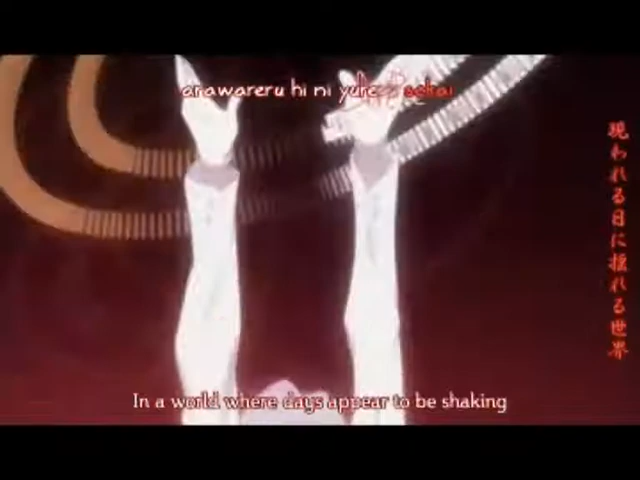 arawareru hi ni yureru sekai
現われる日に揺れる世界
In a world where days appear to be shaking